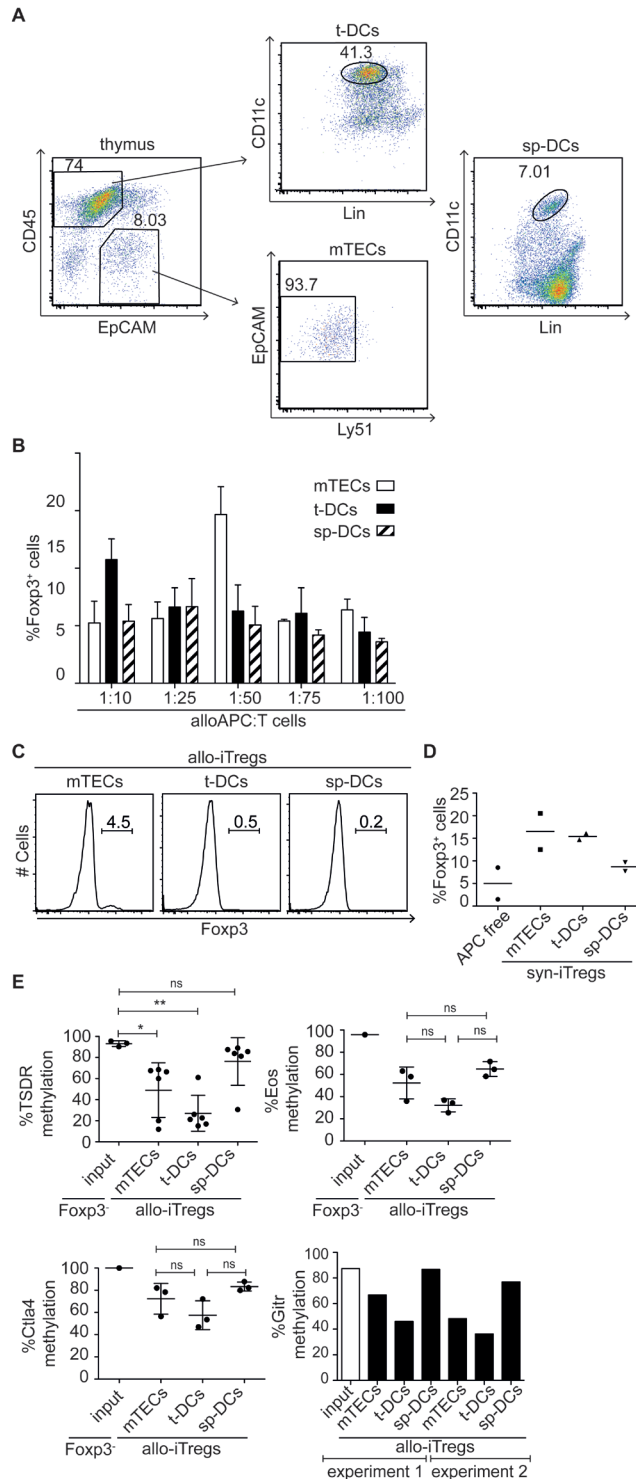 A
t-DCs
41.3
CD11c
Lin
thymus
74
8.03
CD45
EpCAM
sp-DCs
7.01
CD11c
Lin
mTECs
93.7
EpCAM
Ly51
B
mTECs
t-DCs
sp-DCs
%Foxp3⁺ cells
20
15
10
5
0
1:10 1:25 1:50 1:75 1:100
alloAPC:T cells
C
allo-iTregs
mTECs t-DCs sp-DCs
4.5 0.5 0.2
# Cells
Foxp3
D
%Foxp3⁺ cells
25
20
15
10
5
0
APC free mTECs t-DCs sp-DCs
syn-iTregs
E
ns
**
*
%TSDR methylation
100
80
60
40
20
0
input mTECs t-DCs sp-DCs
Foxp3⁻ allo-iTregs
ns
ns ns
%Eos methylation
100
80
60
40
20
0
input mTECs t-DCs sp-DCs
Foxp3⁻ allo-iTregs
ns
ns ns
%Ctla4 methylation
100
80
60
40
20
0
input mTECs t-DCs sp-DCs
Foxp3⁻ allo-iTregs
%Gitr methylation
100
80
60
40
20
0
input mTECs t-DCs sp-DCs mTECs t-DCs sp-DCs
allo-iTregs
experiment 1 experiment 2